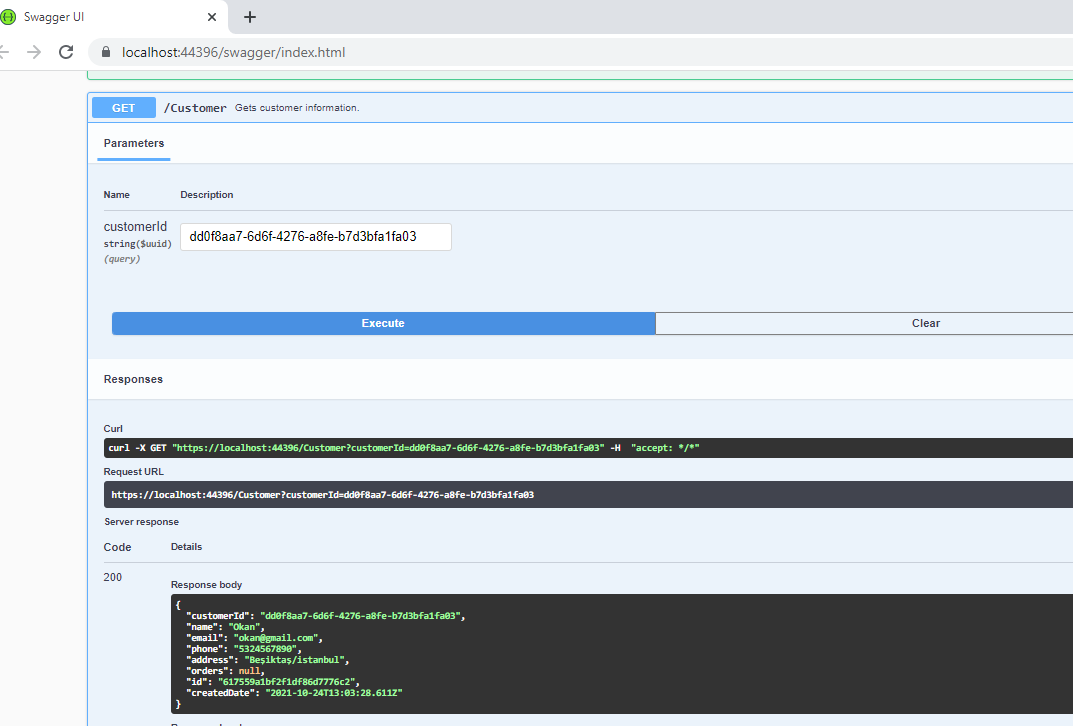 Swagger UI
localhost:44396/swagger/index.html
GET /Customer Gets customer information.
Parameters
Name Description
customerId
string($uuid)
(query)
dd0f8aa7-6d6f-4276-a8fe-b7d3bfa1fa03
Execute Clear
Responses
Curl
curl -X GET "https://localhost:44396/Customer?customerId=dd0f8aa7-6d6f-4276-a8fe-b7d3bfa1fa03" -H  "accept: */*"
Request URL
https://localhost:44396/Customer?customerId=dd0f8aa7-6d6f-4276-a8fe-b7d3bfa1fa03
Server response
Code Details
200
Response body
{
"customerId": "dd0f8aa7-6d6f-4276-a8fe-b7d3bfa1fa03",
"name": "Okan",
"email": "okan@gmail.com",
"phone": "5324567890",
"address": "Beşiktaş/istanbul",
"orders": null,
"id": "617559a1bf2f1df86d7776c2",
"createdDate": "2021-10-24T13:03:28.611Z"
}